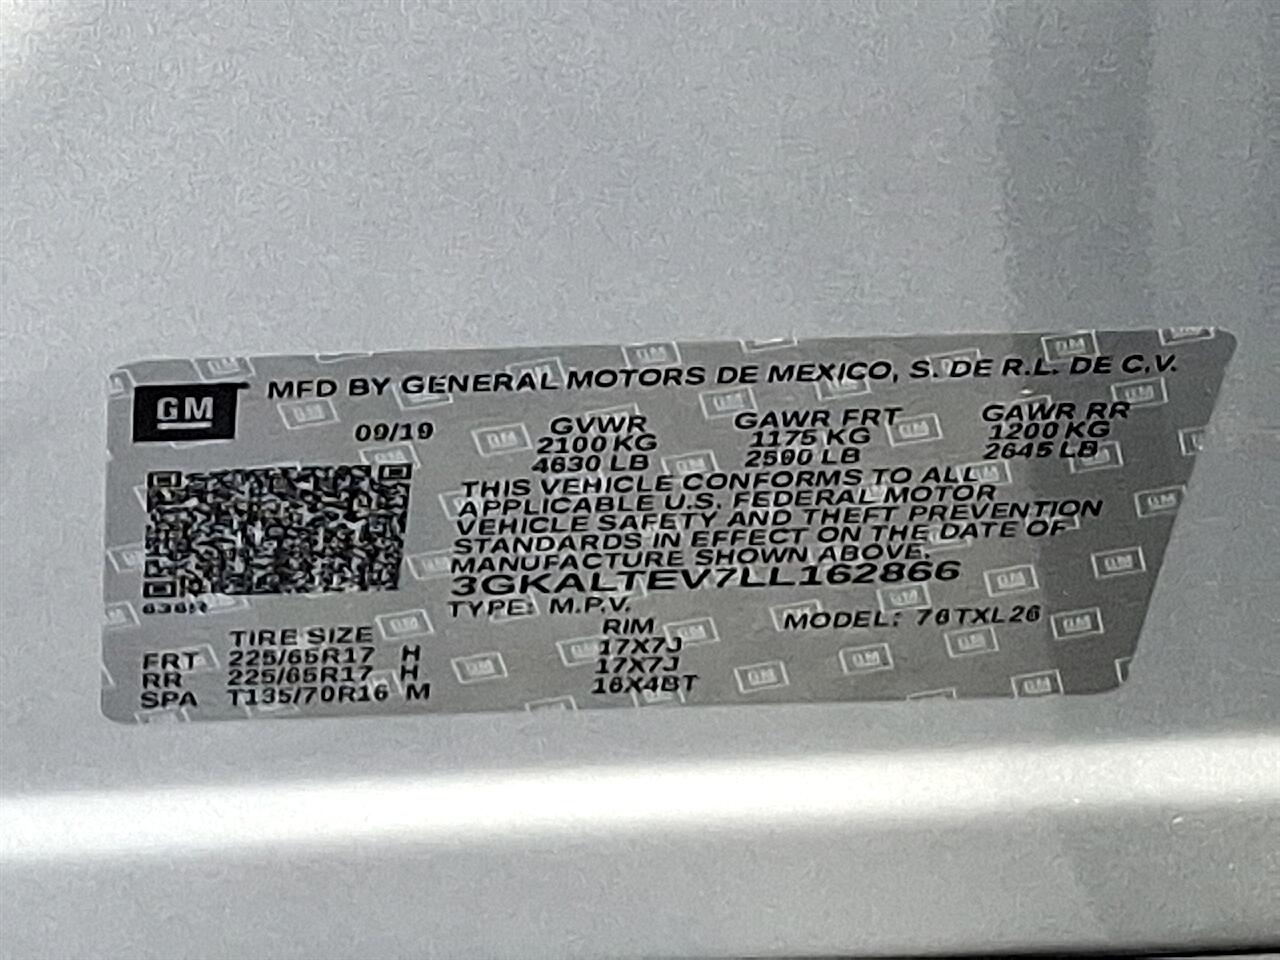 GM MFD BY GENERAL MOTORS DE MEXICO, S. DE R.L. DE C.V.
09/19 GVWR GAWR FRT GAWR RR
2100 KG 1175 KG 1200 KG
4630 LB 2590 LB 2645 LB
THIS VEHICLE CONFORMS TO ALL
APPLICABLE U.S. FEDERAL MOTOR
VEHICLE SAFETY AND THEFT PREVENTION
STANDARDS IN EFFECT ON THE DATE OF
MANUFACTURE SHOWN ABOVE.
3GKALTEV7LL162866
TYPE: M.P.V. MODEL: 76TXL26
TIRE SIZE RIM
FRT 225/65R17 H 17X7J
RR 225/65R17 H 17X7J
SPA T135/70R16 M 16X4BT